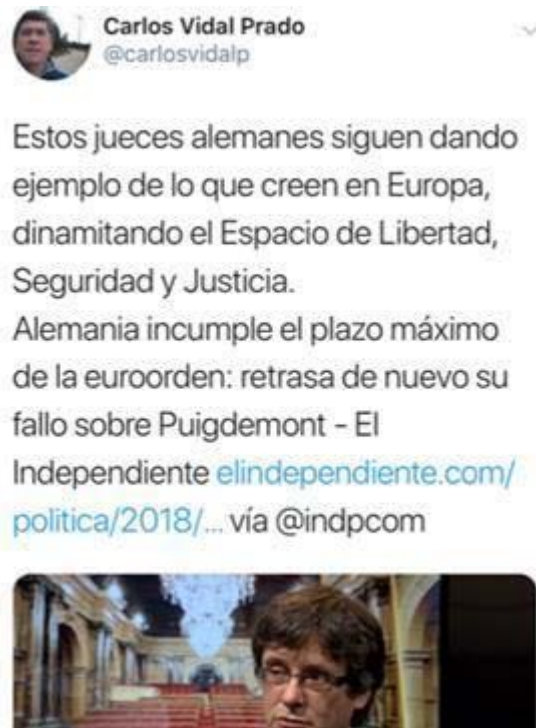 Carlos Vidal Prado
@carlosvidalp
Estos jueces alemanes siguen dando
ejemplo de lo que creen en Europa,
dinamitando el Espacio de Libertad,
Seguridad y Justicia.
Alemania incumple el plazo máximo
de la euroorden: retrasa de nuevo su
fallo sobre Puigdemont - El
Independiente elindependiente.com/
politica/2018/... vía @indpcom